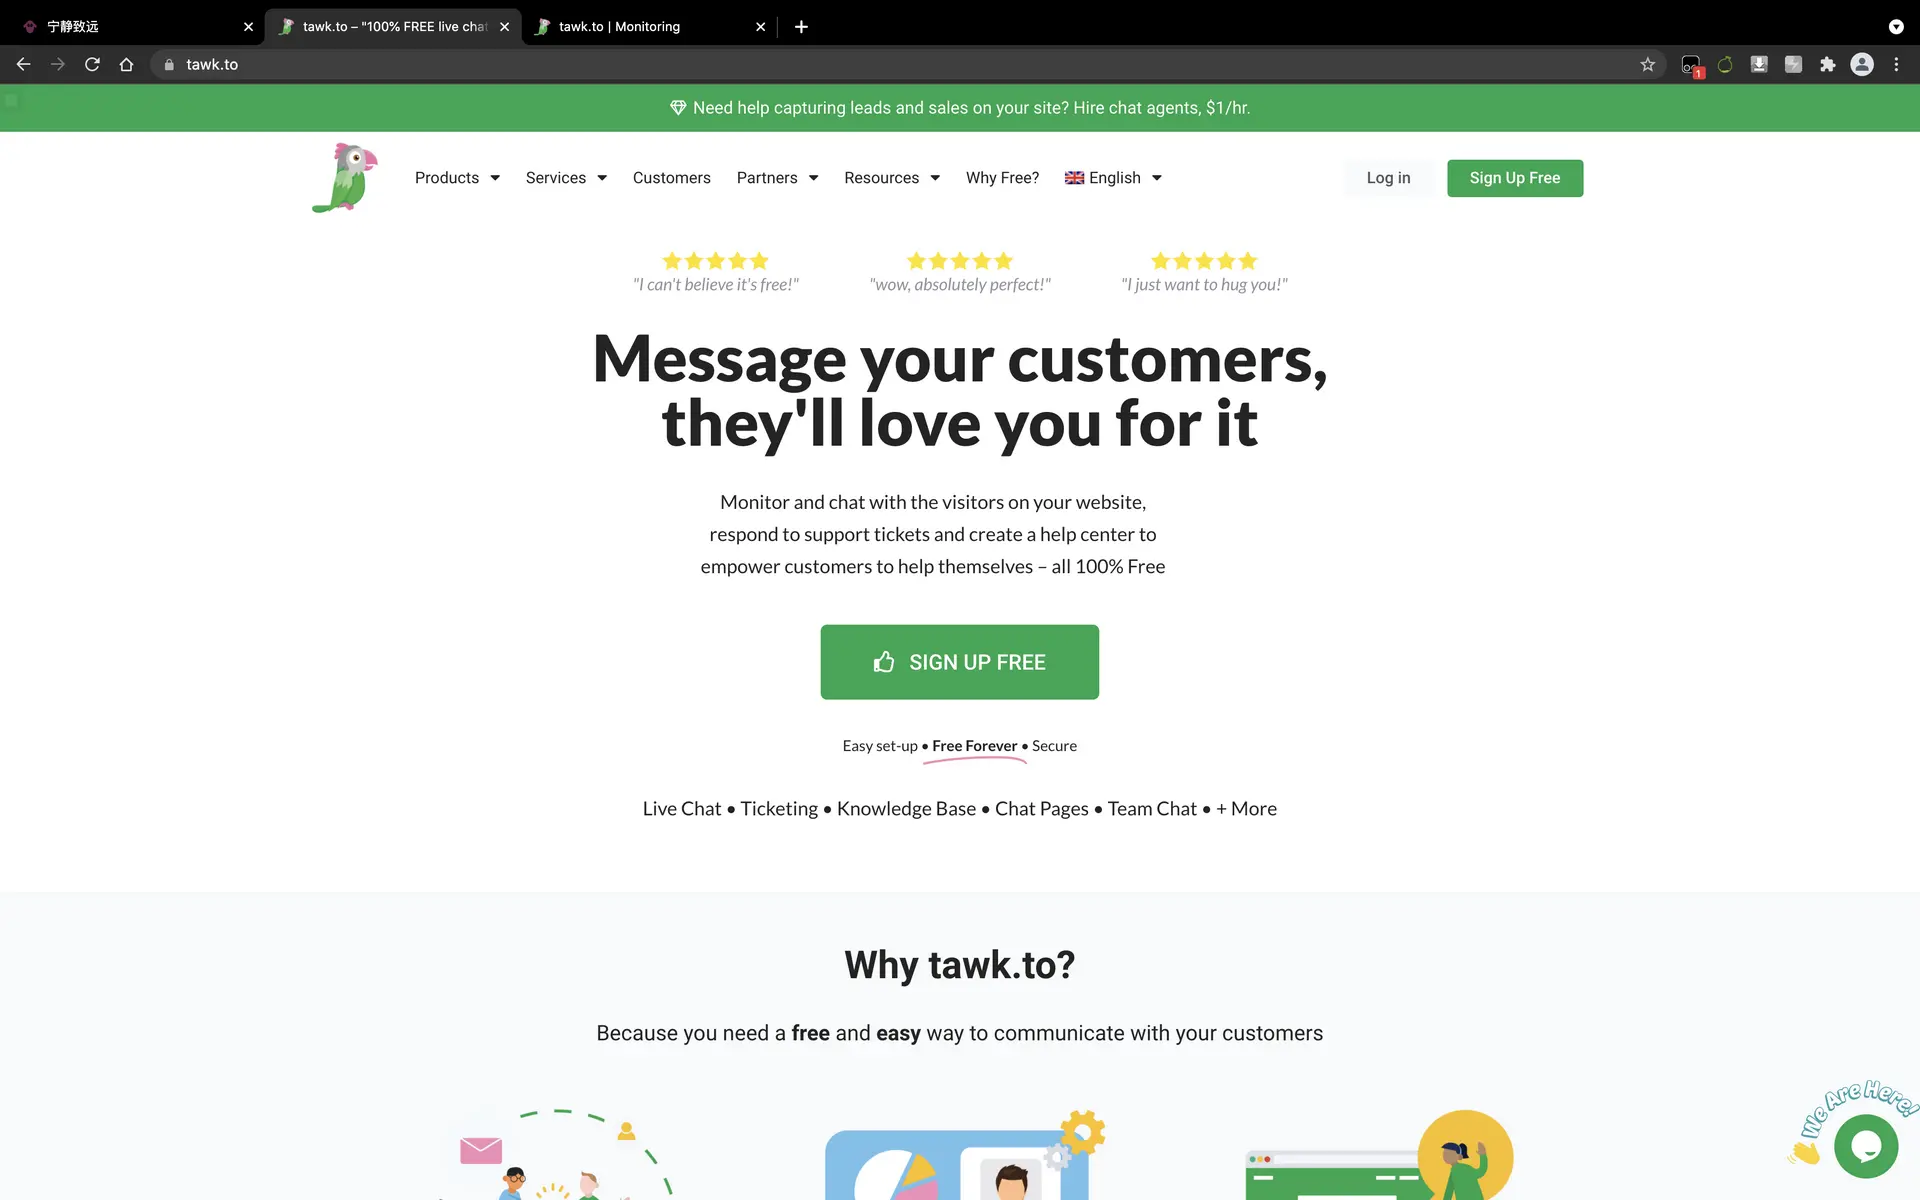 宁静致远
tawk.to – "100% FREE live chat
tawk.to | Monitoring
tawk.to
1
Need help capturing leads and sales on your site? Hire chat agents, $1/hr.
Products Services Customers Partners Resources Why Free? English Log in Sign Up Free
"I can't believe it's free!" "wow, absolutely perfect!" "I just want to hug you!"
Message your customers,
they'll love you for it
Monitor and chat with the visitors on your website,
respond to support tickets and create a help center to
empower customers to help themselves – all 100% Free
SIGN UP FREE
Easy set-up • Free Forever • Secure
Live Chat • Ticketing • Knowledge Base • Chat Pages • Team Chat • + More
Why tawk.to?
Because you need a free and easy way to communicate with your customers
We Are Here!